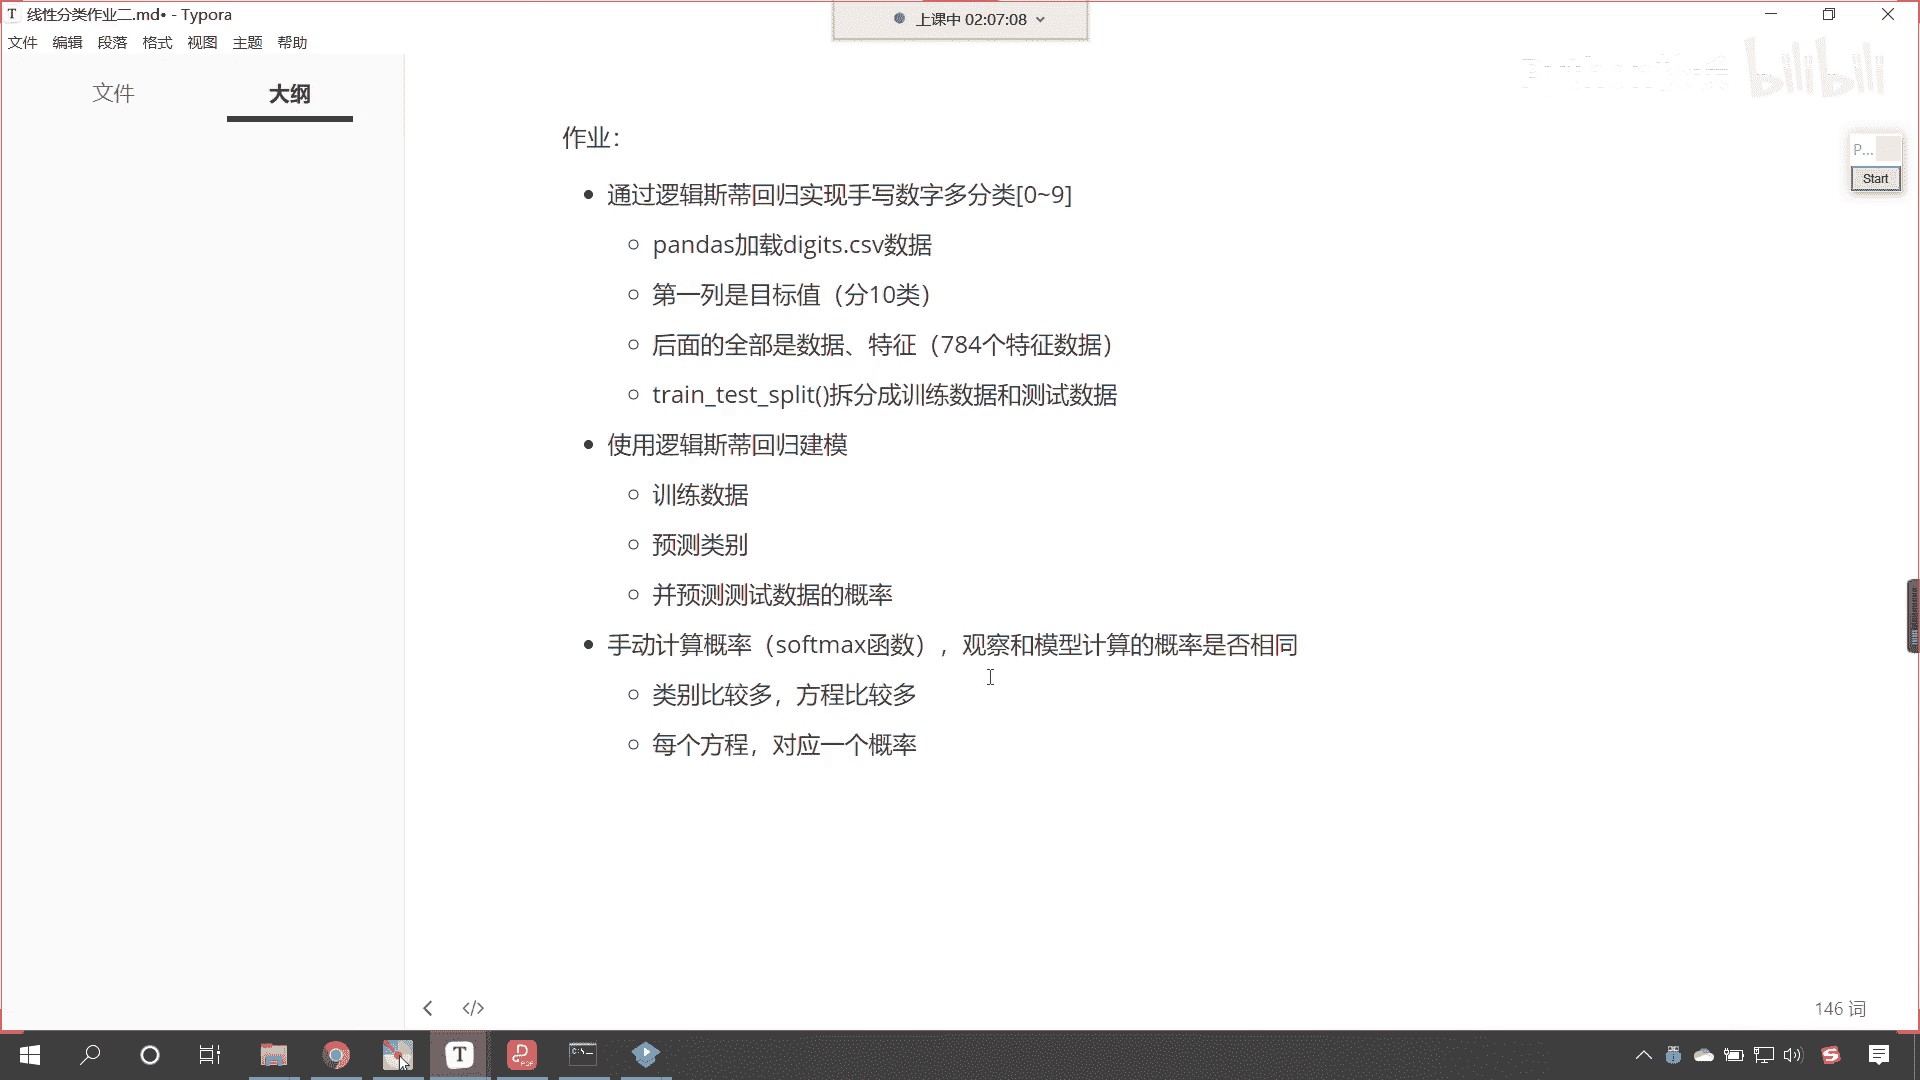 线性分类作业二.md• - Typora
上课中 02:07:08
文件 编辑 段落 格式 视图 主题 帮助
bilibili
文件 大纲
作业：
P...
Start
通过逻辑斯蒂回归实现手写数字多分类[0~9]
pandas加载digits.csv数据
第一列是目标值（分10类）
后面的全部是数据、特征（784个特征数据）
train_test_split()拆分成训练数据和测试数据
使用逻辑斯蒂回归建模
训练数据
预测类别
并预测测试数据的概率
手动计算概率（softmax函数），观察和模型计算的概率是否相同
类别比较多，方程比较多
每个方程，对应一个概率
146 词